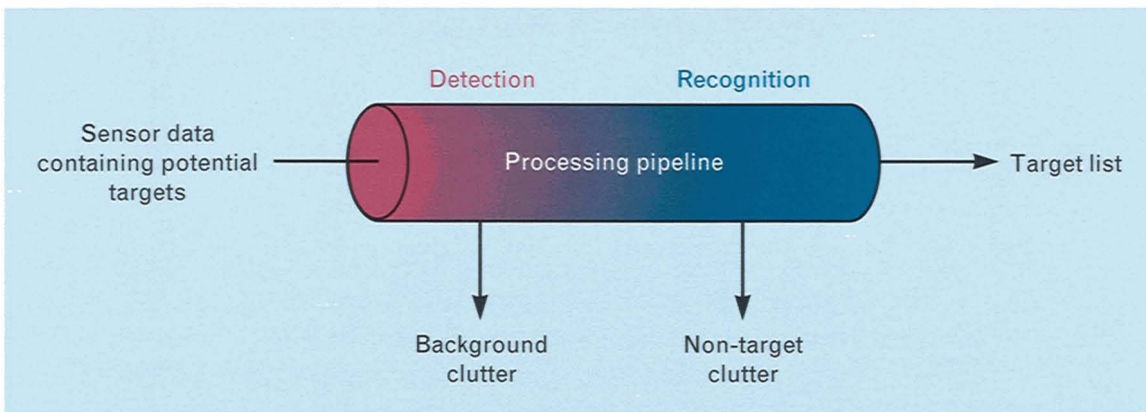 Detection
Recognition
Sensor data
containing potential
targets
Processing pipeline
Target list
Background
clutter
Non-target
clutter